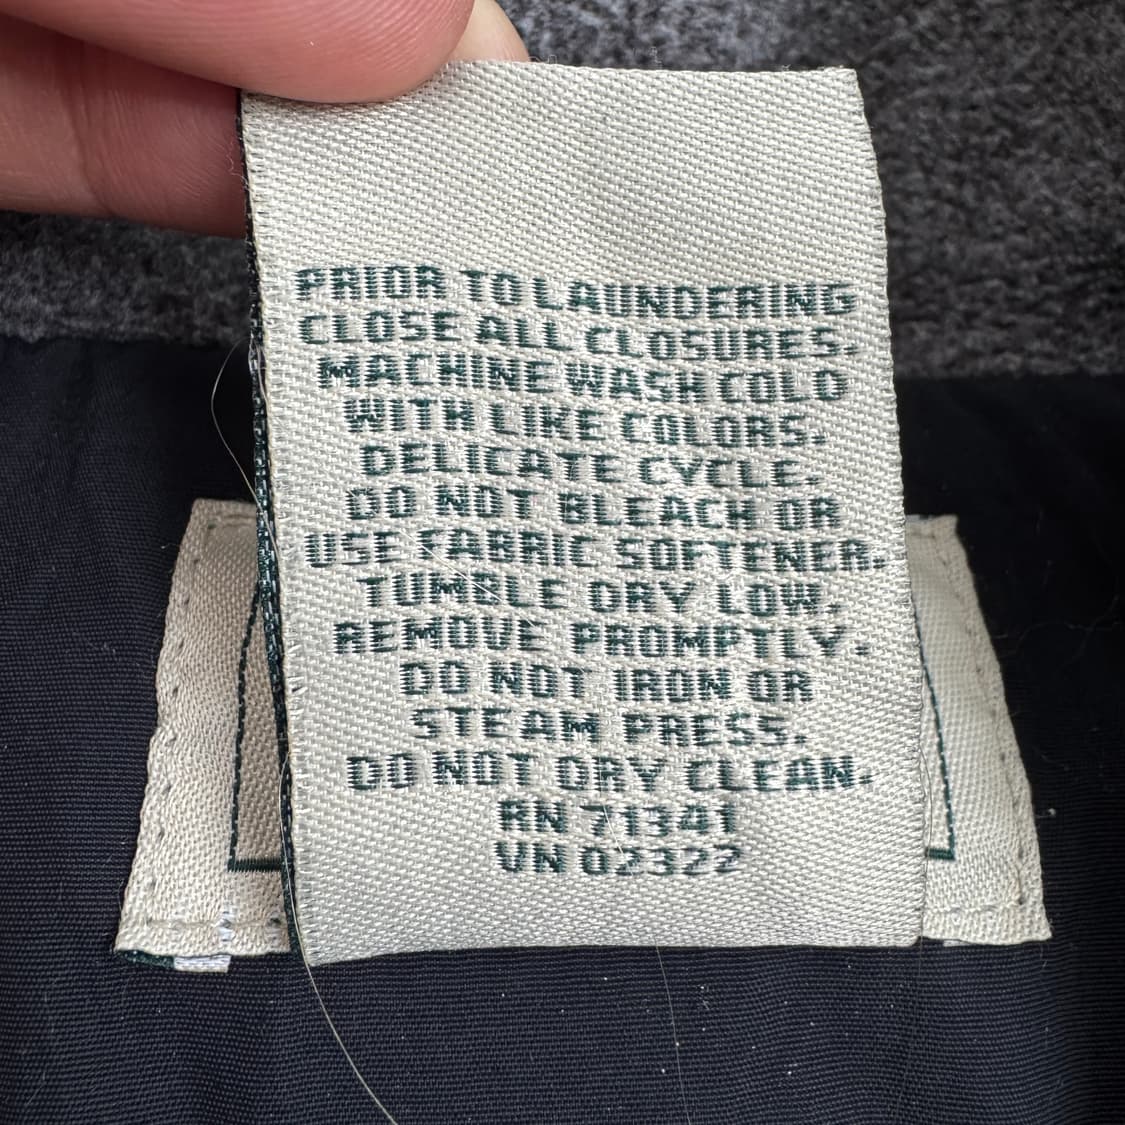 PRIOR TO LAUNDERING
CLOSE ALL CLOSURES.
MACHINE WASH COLD
WITH LIKE COLORS.
DELICATE CYCLE.
DO NOT BLEACH OR
USE FABRIC SOFTENER.
TUMBLE DRY LOW.
REMOVE PROMPTLY.
DO NOT IRON OR
STEAM PRESS.
DO NOT DRY CLEAN.
RN 71341
VN 02322